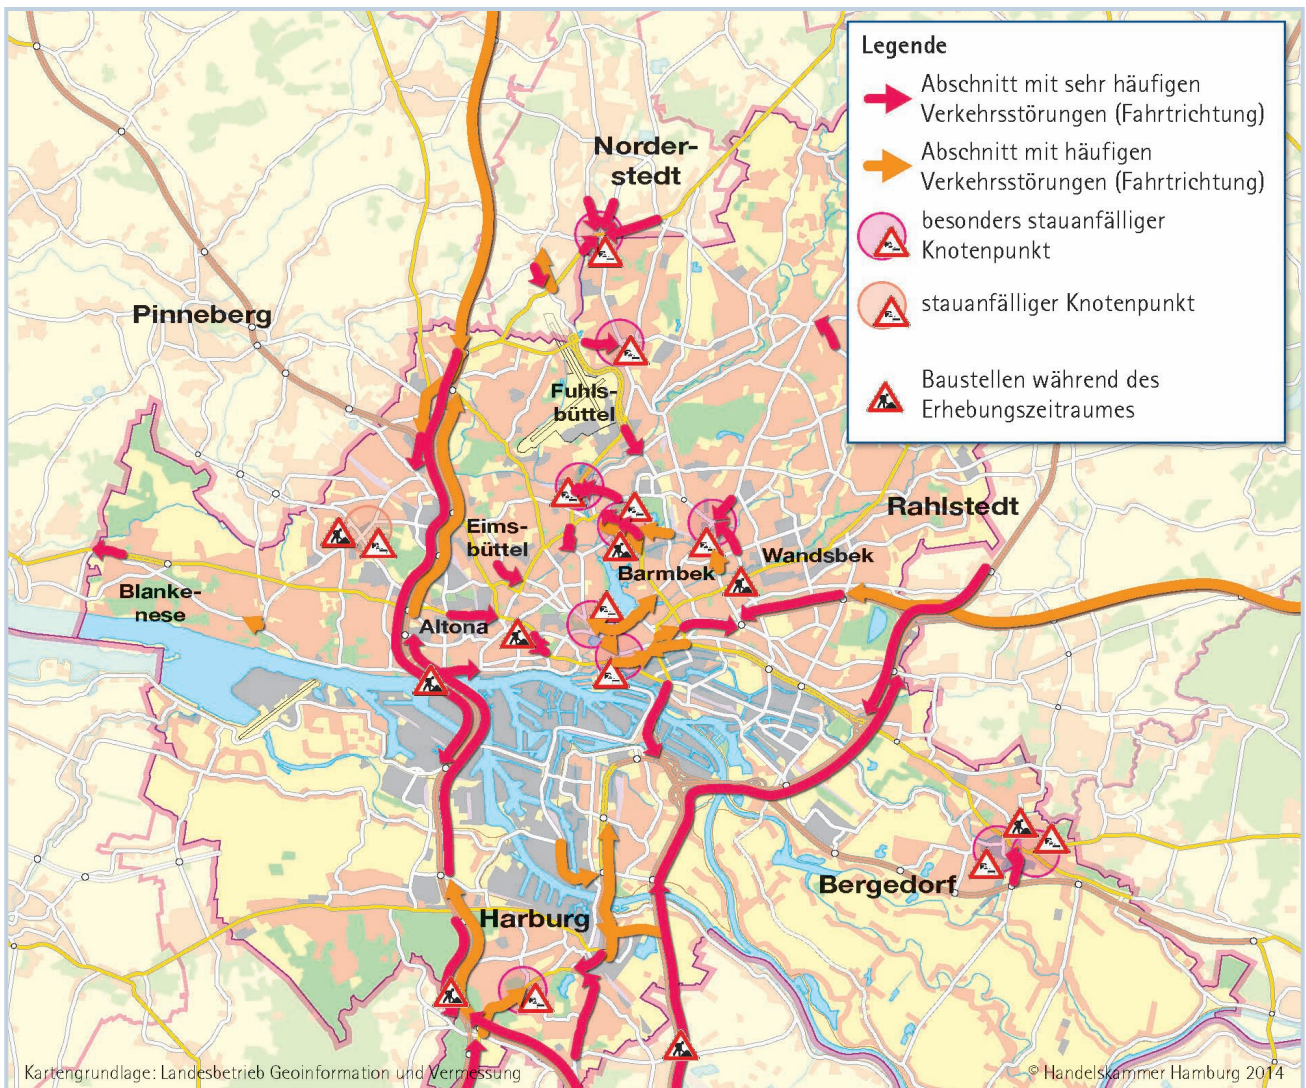 Legende
Abschnitt mit sehr häufigen
Verkehrsstörungen (Fahrtrichtung)
Abschnitt mit häufigen
Verkehrsstörungen (Fahrtrichtung)
besonders stauanfälliger
Knotenpunkt
stauanfälliger Knotenpunkt
Baustellen während des
Erhebungszeitraumes
Norder-
stedt
Pinneberg
Fuhls-
büttel
Rahlstedt
Eims-
büttel
Wandsbek
Barmbek
Blanke-
nese
Altona
Bergedorf
Harburg
Kartengrundlage: Landesbetrieb Geoinformation und Vermessung
© Handelskammer Hamburg 2014